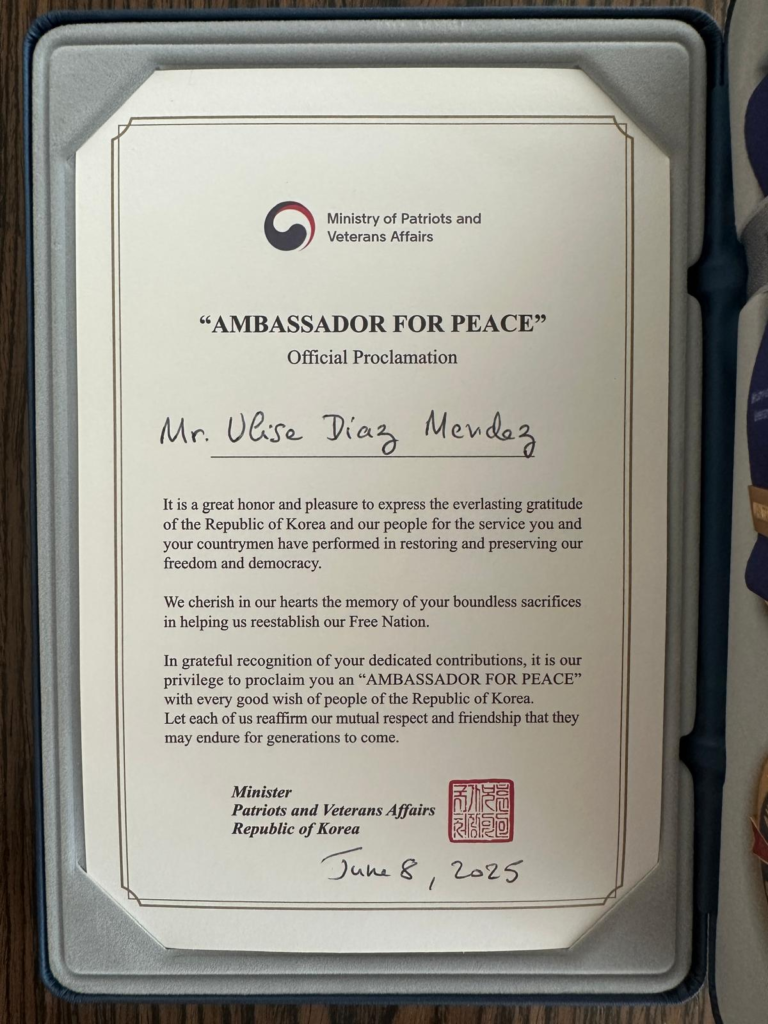 Ministry of Patriots and
Veterans Affairs
“AMBASSADOR FOR PEACE”
Official Proclamation
Mr. Ulise Díaz Mendez
It is a great honor and pleasure to express the everlasting gratitude
of the Republic of Korea and our people for the service you and
your countrymen have performed in restoring and preserving our
freedom and democracy.
We cherish in our hearts the memory of your boundless sacrifices
in helping us reestablish our Free Nation.
In grateful recognition of your dedicated contributions, it is our
privilege to proclaim you an “AMBASSADOR FOR PEACE”
with every good wish of people of the Republic of Korea.
Let each of us reaffirm our mutual respect and friendship that they
may endure for generations to come.
Minister
Patriots and Veterans Affairs
Republic of Korea
June 8, 2025